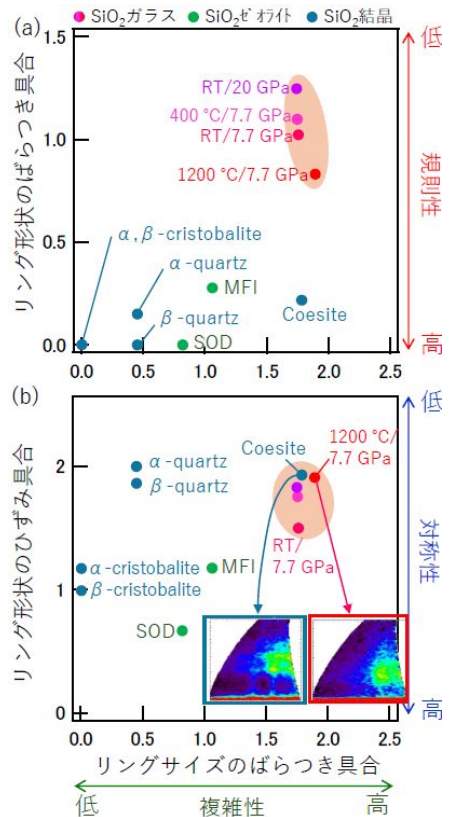 SiO₂ガラス SiO₂ゼオライト SiO₂結晶
(a)
リング形状のばらつき具合
1.5
1.0
0.5
0.0
RT/20 GPa
400 °C/7.7 GPa
RT/7.7 GPa
1200 °C/7.7 GPa
α,β-cristobalite
α-quartz
MFI
β-quartz
Coesite
SOD
0.0 0.5 1.0 1.5 2.0 2.5
低
規則性
高
(b)
リング形状のひずみ具合
2
1
0
Coesite
1200 °C/
7.7 GPa
α-quartz
β-quartz
RT/
7.7 GPa
α-cristobalite
MFI
β-cristobalite
SOD
低
対称性
高
0.0 0.5 1.0 1.5 2.0 2.5
リングサイズのばらつき具合
低 複雑性 高